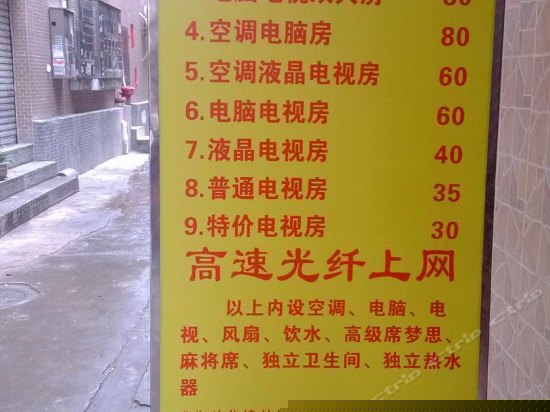 4.空调电脑房 80
5.空调液晶电视房 60
6.电脑电视房 60
7.液晶电视房 40
8.普通电视房 35
9.特价电视房 30
高速光纤上网
以上内设空调、电脑、电
视、风扇、饮水、高级席梦思、
麻将席、独立卫生间、独立热水
器